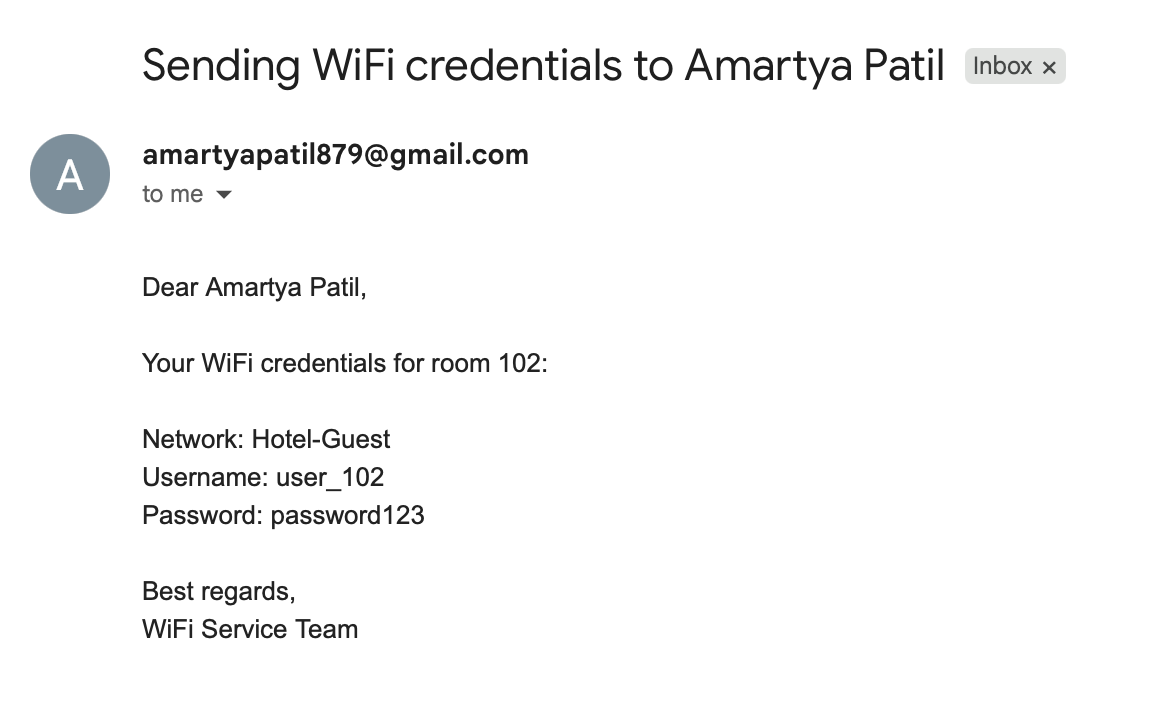 Sending WiFi credentials to Amartya Patil Inbox ×
A
amartyapatil879@gmail.com
to me
Dear Amartya Patil,
Your WiFi credentials for room 102:
Network: Hotel-Guest
Username: user_102
Password: password123
Best regards,
WiFi Service Team